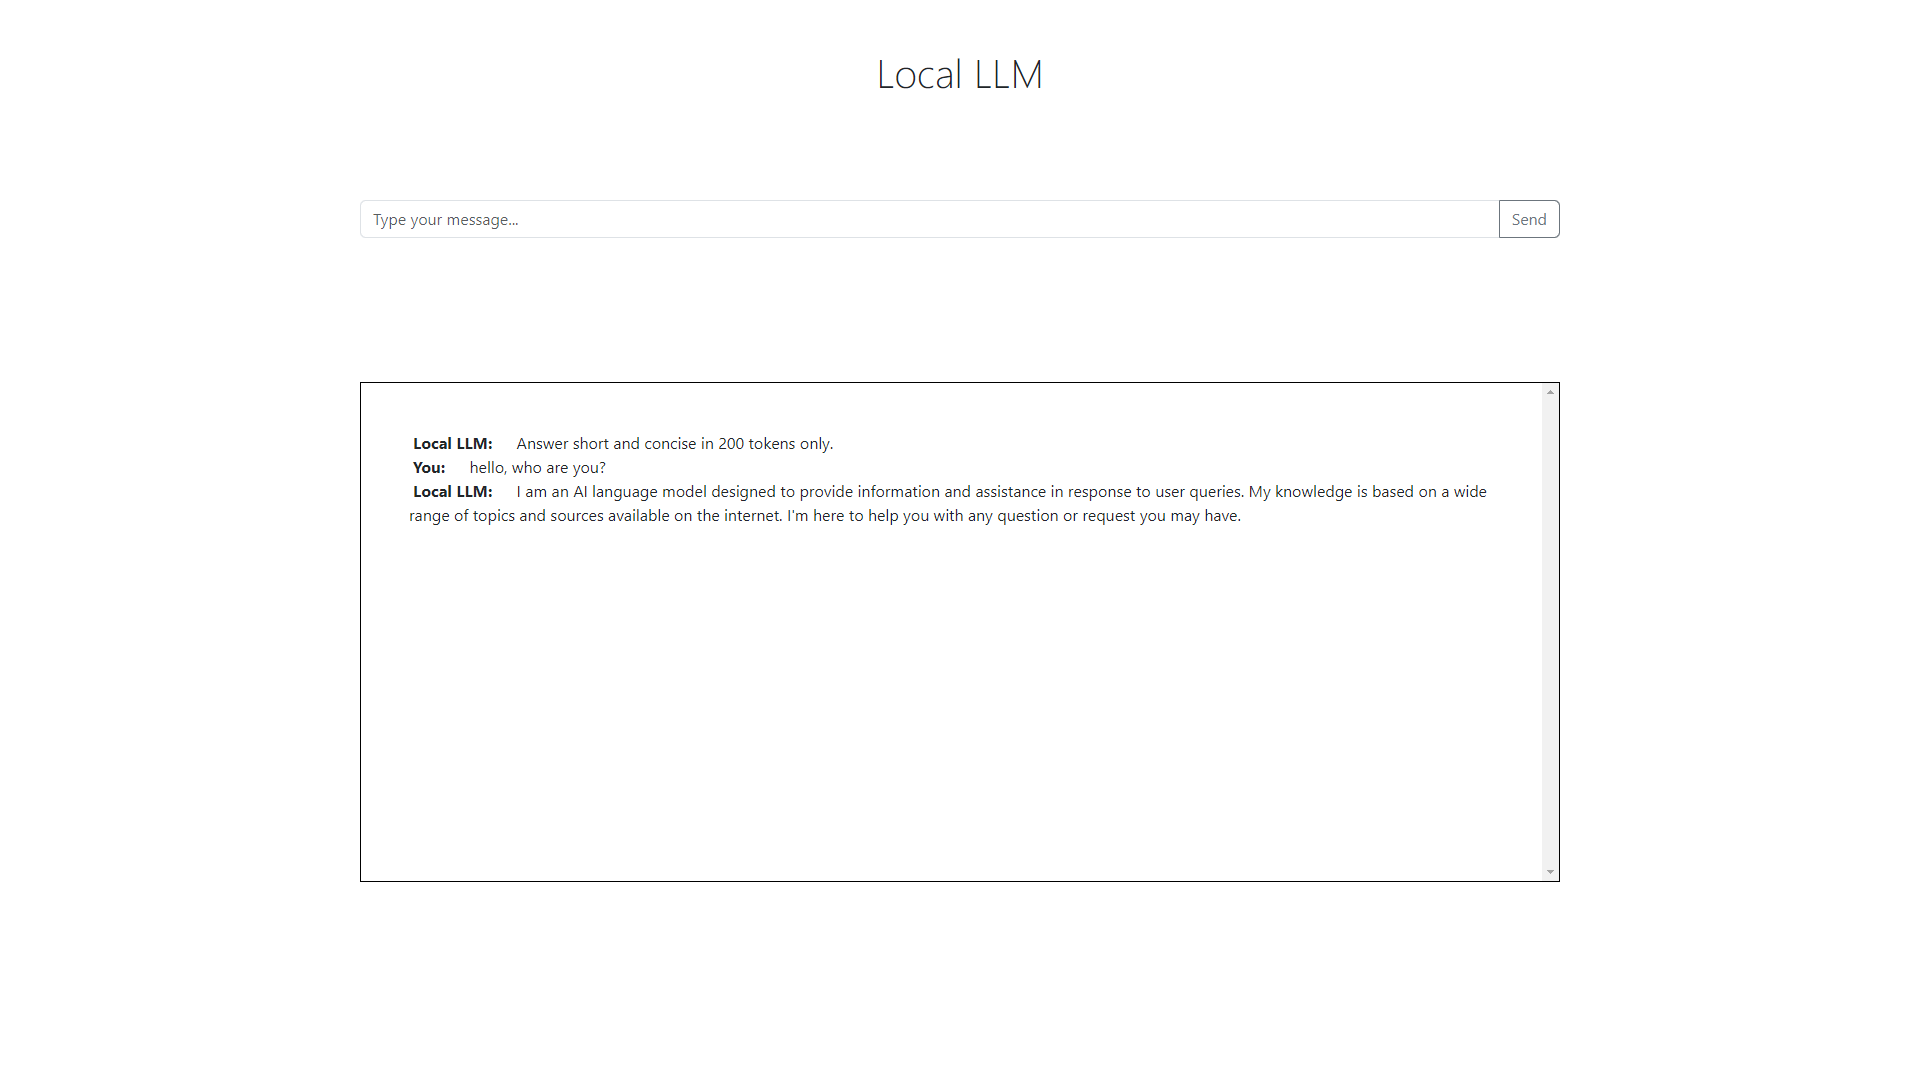 Local LLM
Type your message...
Send
Local LLM: Answer short and concise in 200 tokens only.
You: hello, who are you?
Local LLM: I am an AI language model designed to provide information and assistance in response to user queries. My knowledge is based on a wide
range of topics and sources available on the internet. I'm here to help you with any question or request you may have.